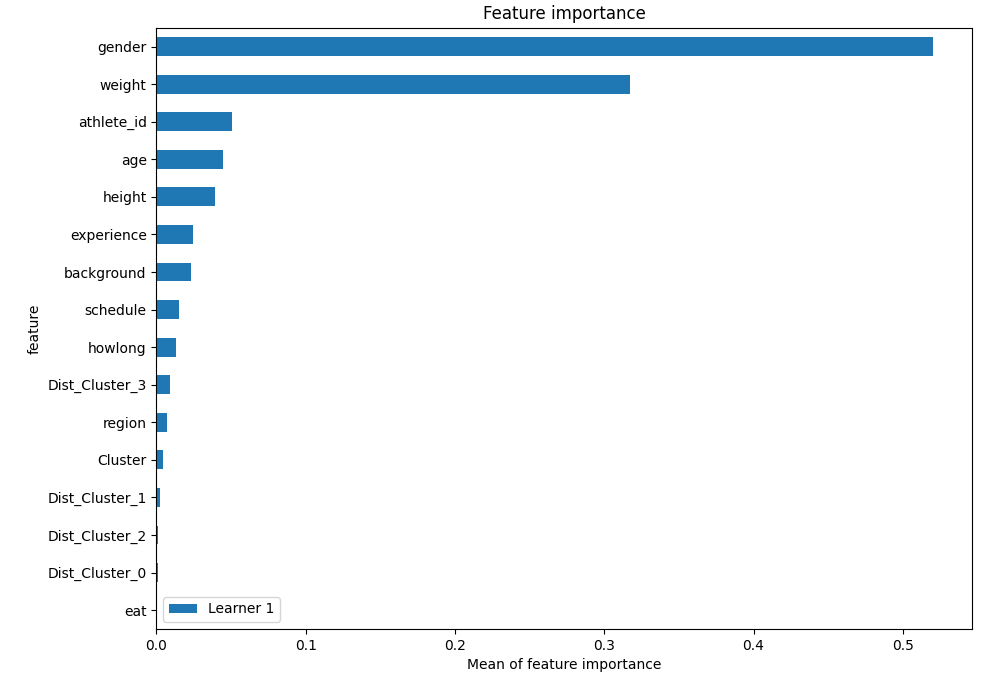 Feature importance
gender
weight
athlete_id
age
height
experience
background
schedule
howlong
Dist_Cluster_3
region
Cluster
Dist_Cluster_1
Dist_Cluster_2
Dist_Cluster_0
eat
feature
Learner 1
0.0 0.1 0.2 0.3 0.4 0.5
Mean of feature importance